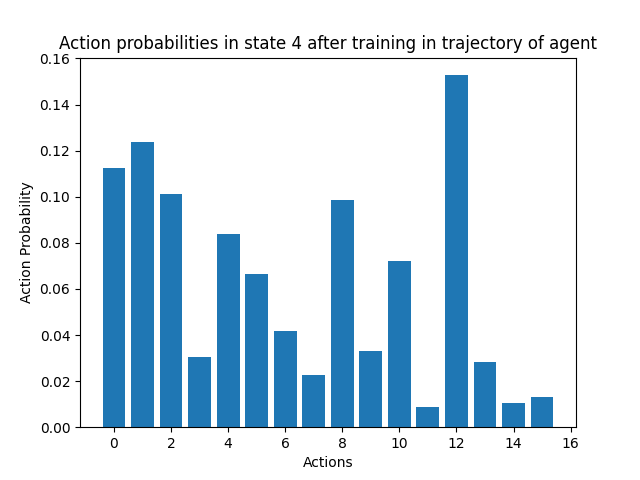 Action probabilities in state 4 after training in trajectory of agent
0.16
0.14
0.12
0.10
0.08
0.06
0.04
0.02
0.00
Action Probability
0 2 4 6 8 10 12 14 16
Actions